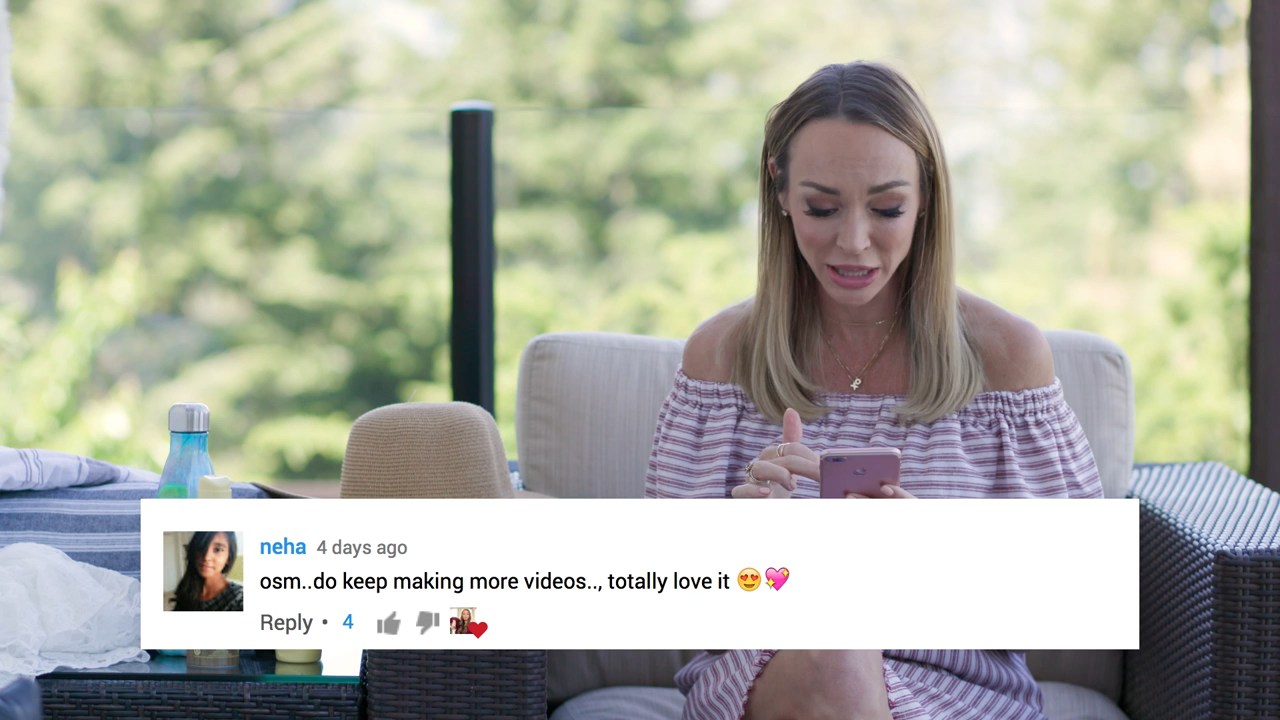 neha 4 days ago
osm..do keep making more videos.., totally love it 😍💖
Reply • 4